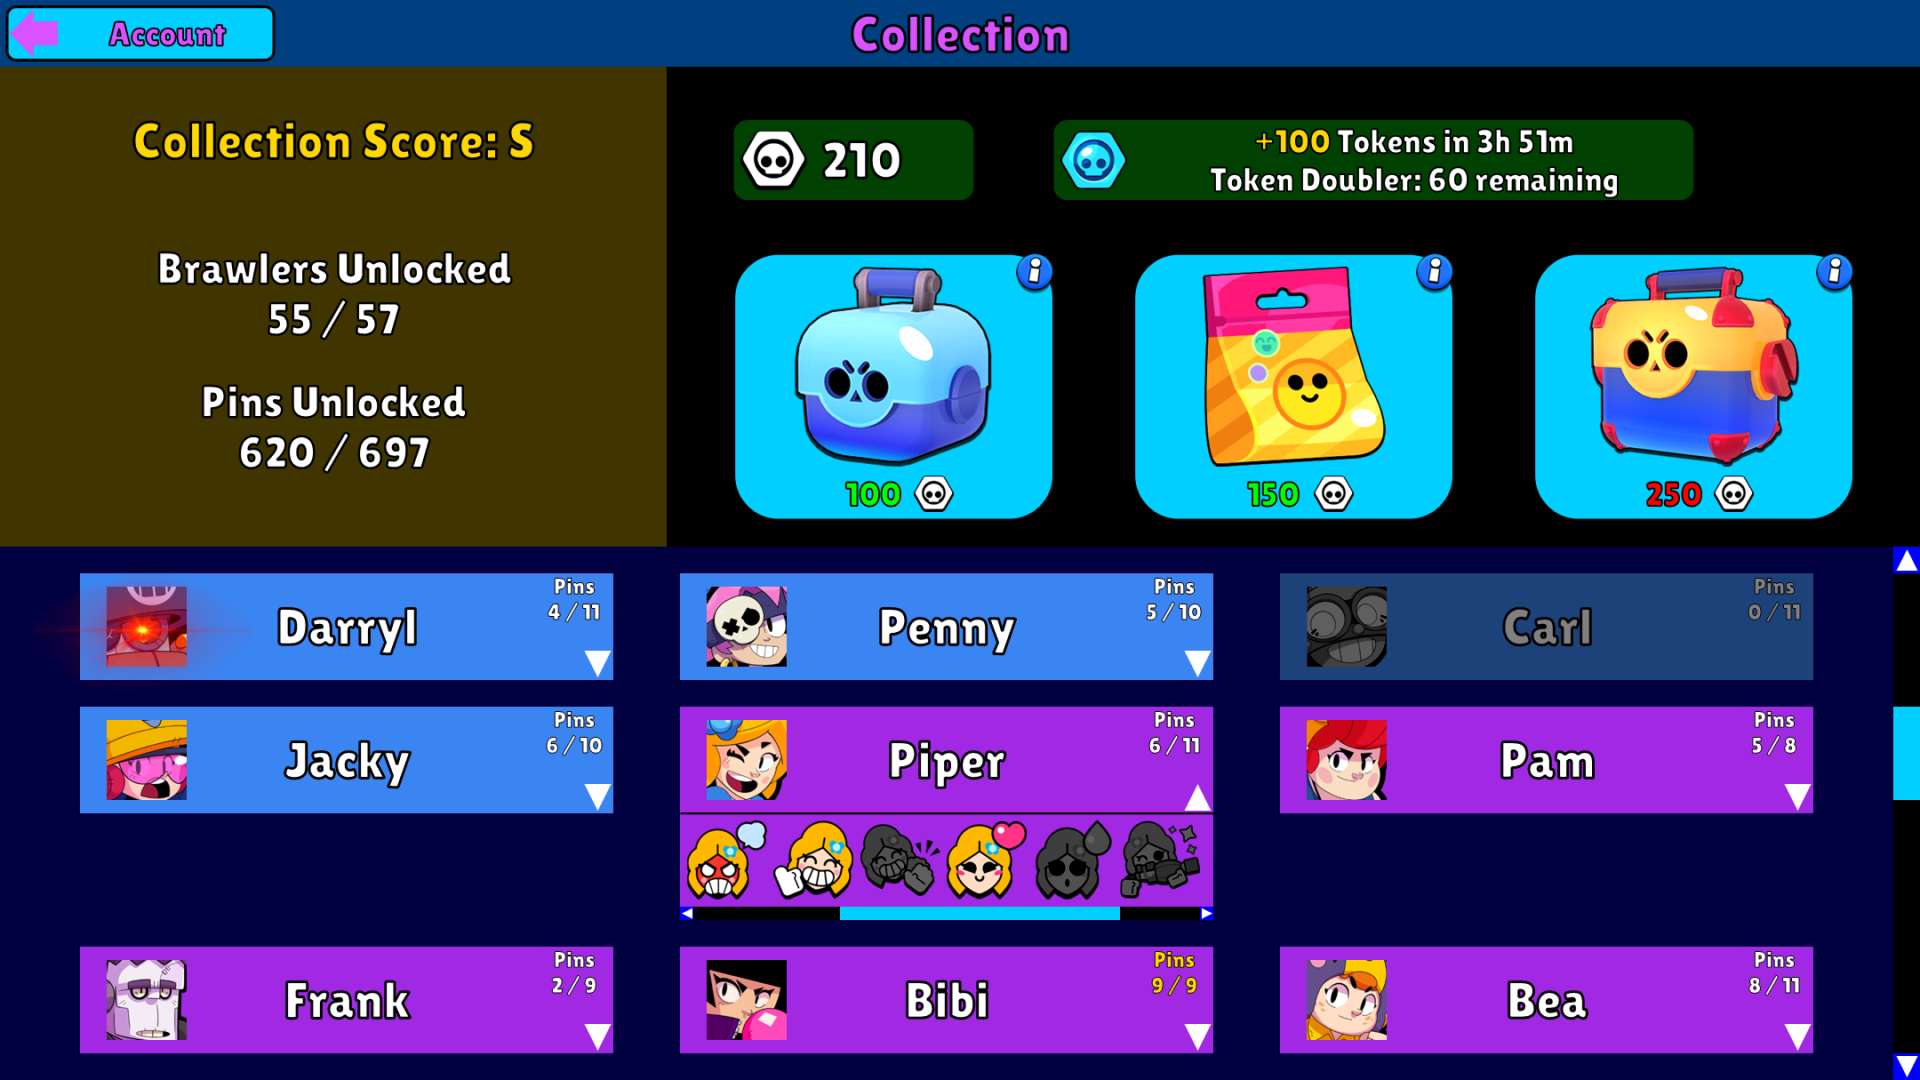 Account
Collection
Collection Score: S
Brawlers Unlocked
55 / 57
Pins Unlocked
620 / 697
210
+100 Tokens in 3h 51m
Token Doubler: 60 remaining
i
i
i
100
150
250
Darryl
Pins
4 / 11
Penny
Pins
5 / 10
Carl
Pins
0 / 11
Jacky
Pins
6 / 10
Piper
Pins
6 / 11
Pam
Pins
5 / 8
Frank
Pins
2 / 9
Bibi
Pins
9 / 9
Bea
Pins
8 / 11